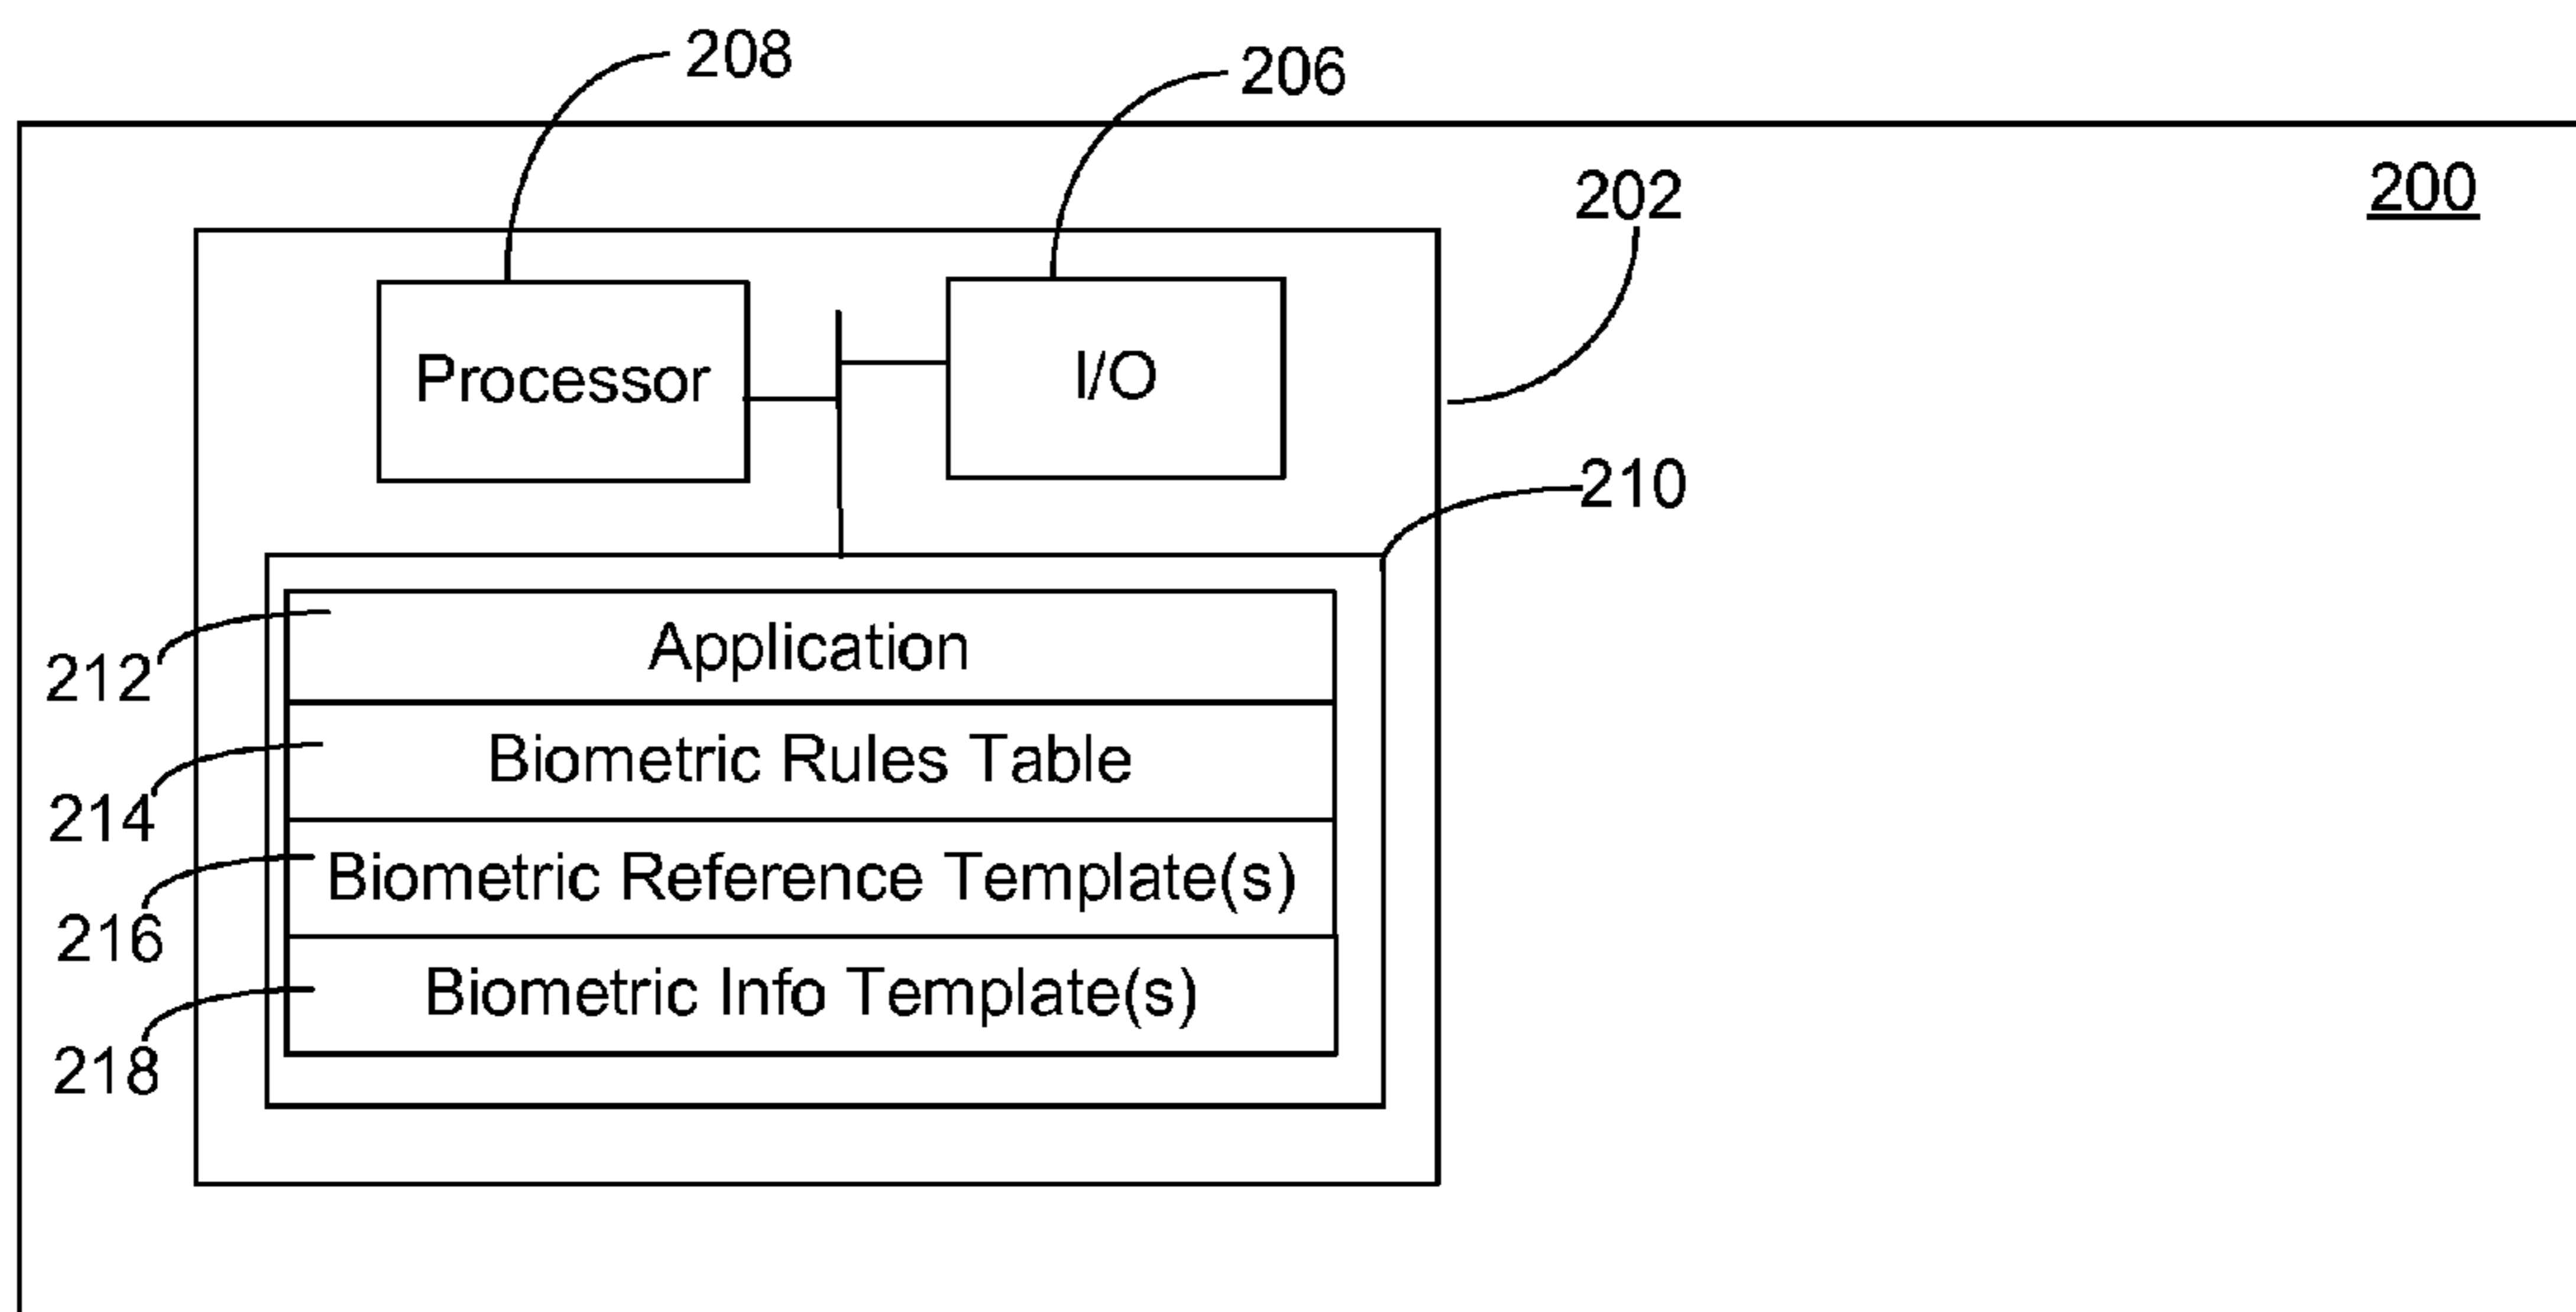 208
206
200
202
Processor
I/O
210
Application
212
Biometric Rules Table
214
Biometric Reference Template(s)
216
Biometric Info Template(s)
218